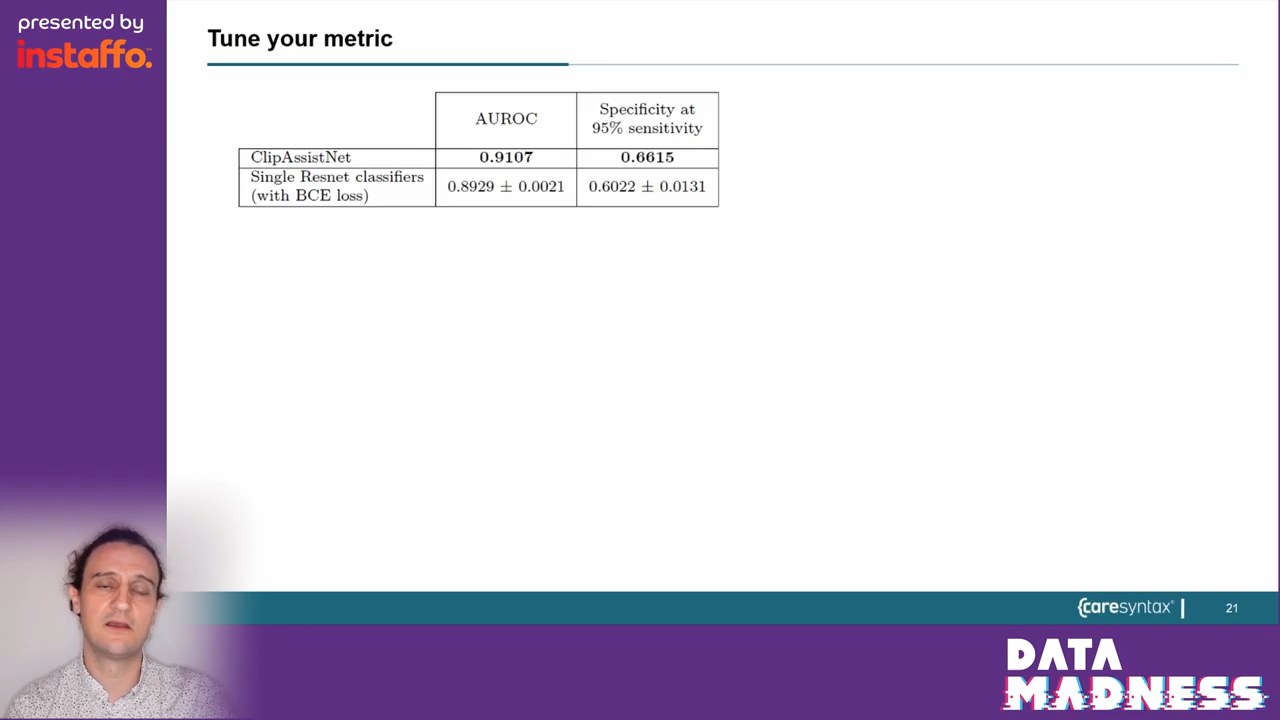 presented by
instaffo.
Tune your metric
AUROC
Specificity at
95% sensitivity
ClipAssistNet
0.9107
0.6615
Single Resnet classifiers
(with BCE loss)
0.8929 ± 0.0021
0.6022 ± 0.0131
{caresyntax®
21
DATA
MADNESS